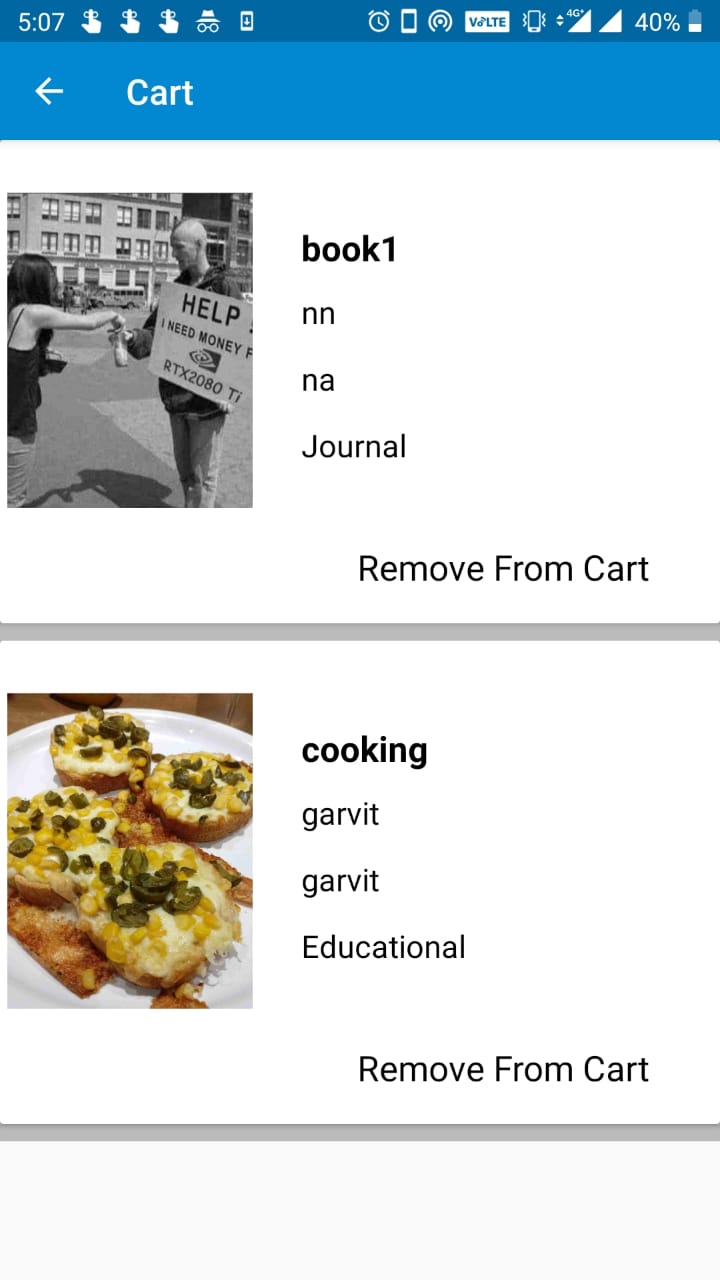 5:07
VoLTE 4G+ 40%
Cart
HELP
I NEED MONEY F
RTX2080 Ti
book1
nn
na
Journal
Remove From Cart
cooking
garvit
garvit
Educational
Remove From Cart